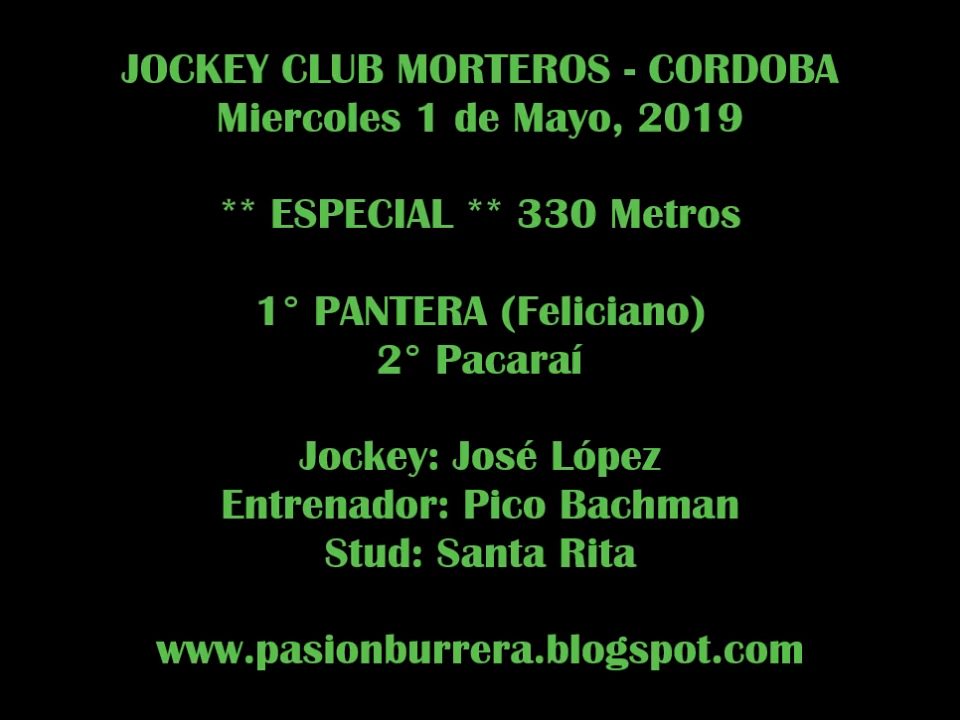 JOCKEY CLUB MORTEROS - CORDOBA
Miercoles 1 de Mayo, 2019
** ESPECIAL ** 330 Metros
1° PANTERA (Feliciano)
2° Pacaraí
Jockey: José López
Entrenador: Pico Bachman
Stud: Santa Rita
www.pasionburrera.blogspot.com